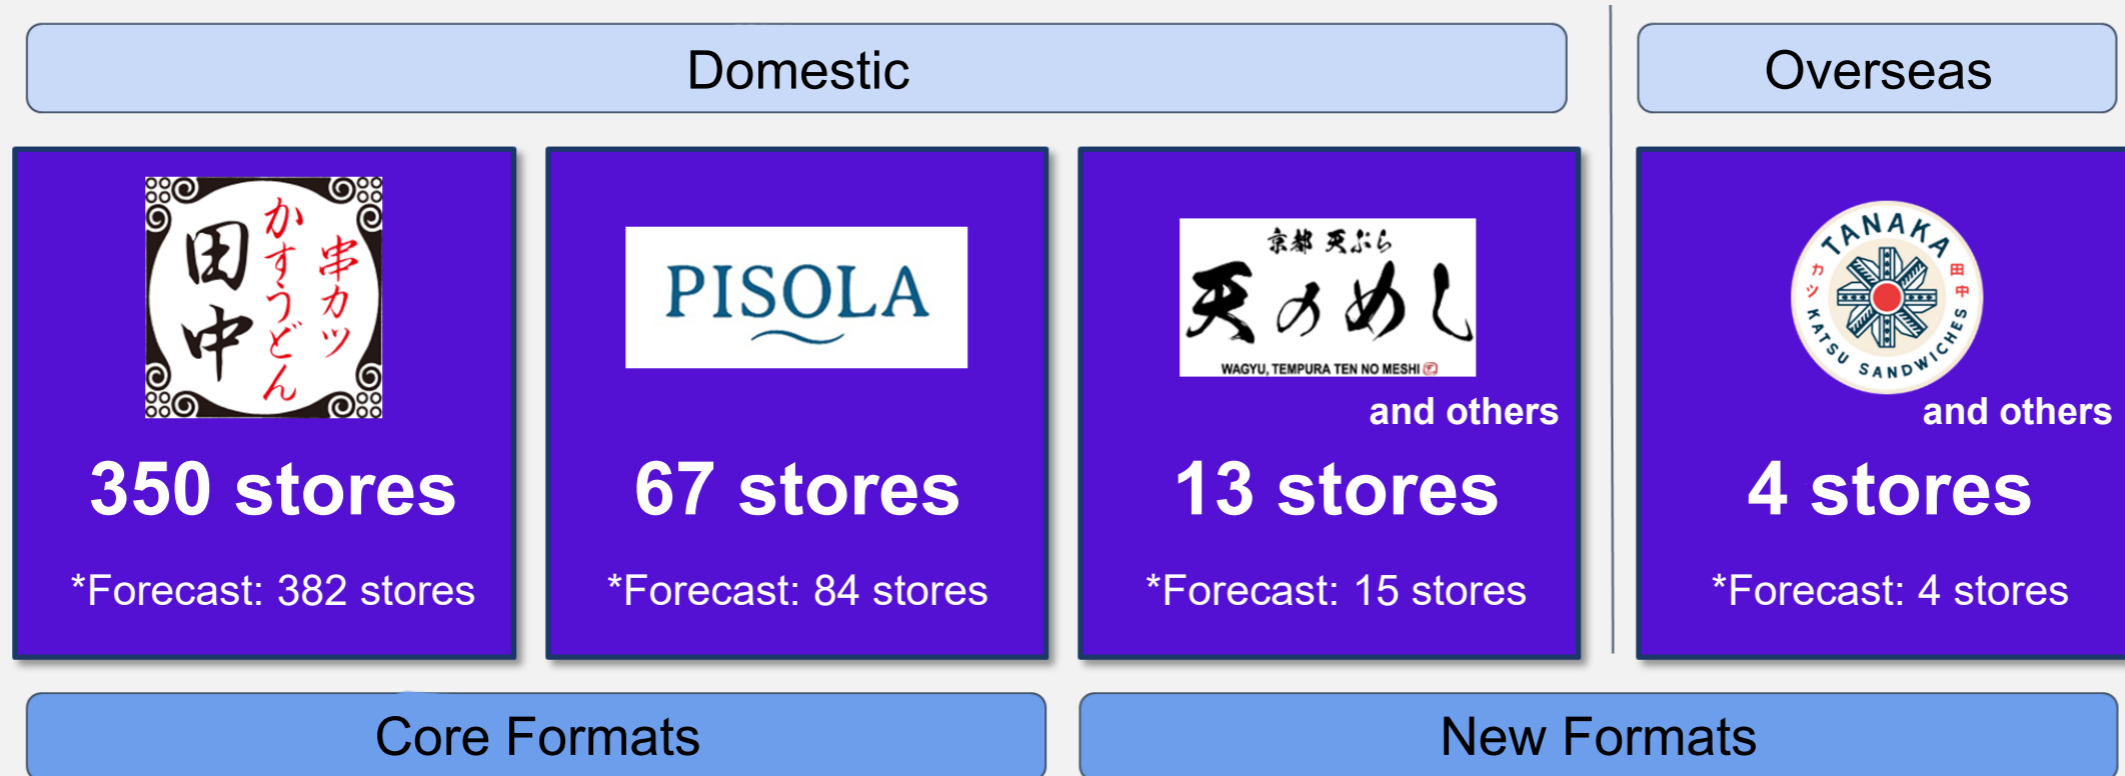 Domestic
Overseas
串カツ
かすうどん
田中
350 stores
*Forecast: 382 stores
PISOLA
67 stores
*Forecast: 84 stores
京都 天ぷら
天のめし
WAGYU, TEMPURA TEN NO MESHI
and others
13 stores
*Forecast: 15 stores
TANAKA
カツ
田中
KATSU SANDWICHES
and others
4 stores
*Forecast: 4 stores
Core Formats
New Formats